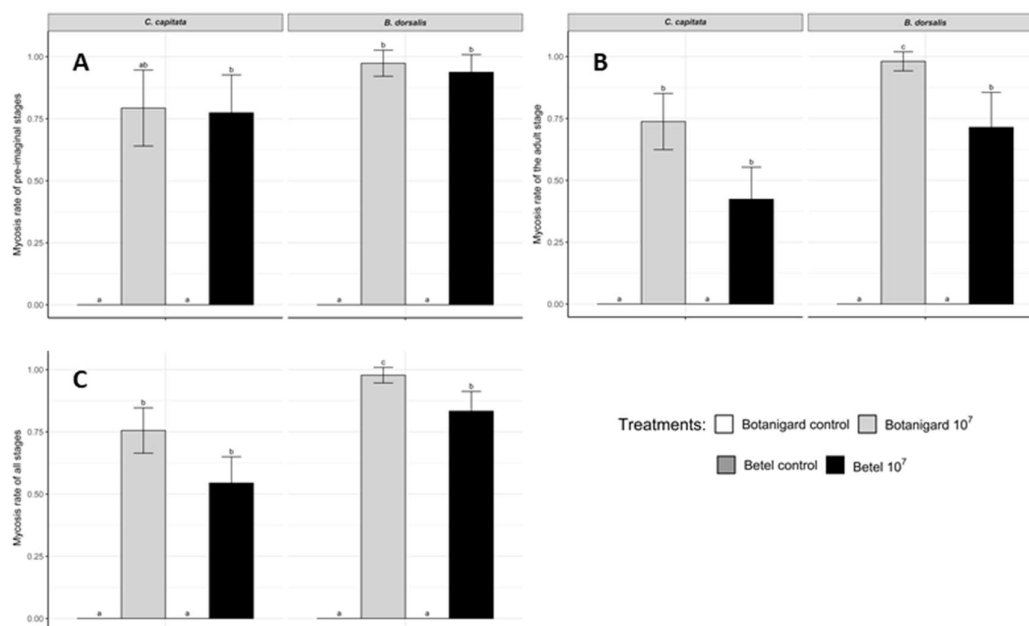 C. capitata
B. dorsalis
A
Mycosis rate of pre-imaginal stages
1.00
0.75
0.50
0.25
0.00
a
ab
a
b
a
b
a
b
C. capitata
B. dorsalis
B
Mycosis rate of the adult stage
1.00
0.75
0.50
0.25
0.00
a
b
a
b
a
c
a
b
C
Mycosis rate of all stages
1.00
0.75
0.50
0.25
0.00
a
b
a
b
a
c
a
b
Treatments: Botanigard control Botanigard 10⁷
Betel control Betel 10⁷